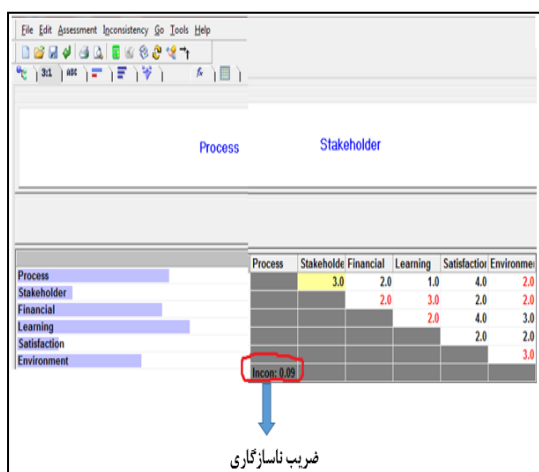 File Edit Assessment Inconsistency Go Tools Help
3:1 ABC
Process Stakeholder
Process Stakeholde Financial Learning Satisfaction Environmen
Process 3.0 2.0 1.0 4.0 2.0
Stakeholder 2.0 3.0 2.0 2.0
Financial 2.0 4.0 3.0
Learning 2.0 2.0
Satisfaction 3.0
Environment
Incon: 0.09
ضریب ناسازگاری